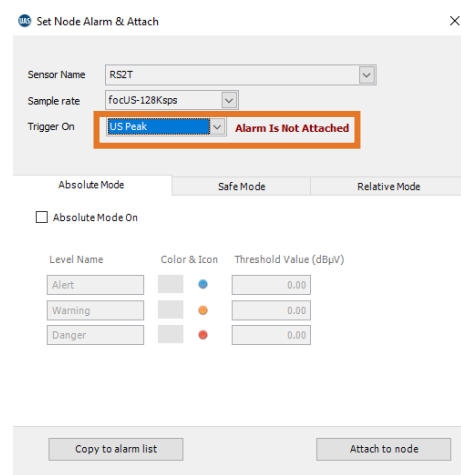 UAS Set Node Alarm & Attach
Sensor Name RS2T
Sample rate focUS-128Ksps
Trigger On US Peak Alarm Is Not Attached
Absolute Mode Safe Mode Relative Mode
Absolute Mode On
Level Name Color & Icon Threshold Value (dBμV)
Alert 0.00
Warning 0.00
Danger 0.00
Copy to alarm list Attach to node